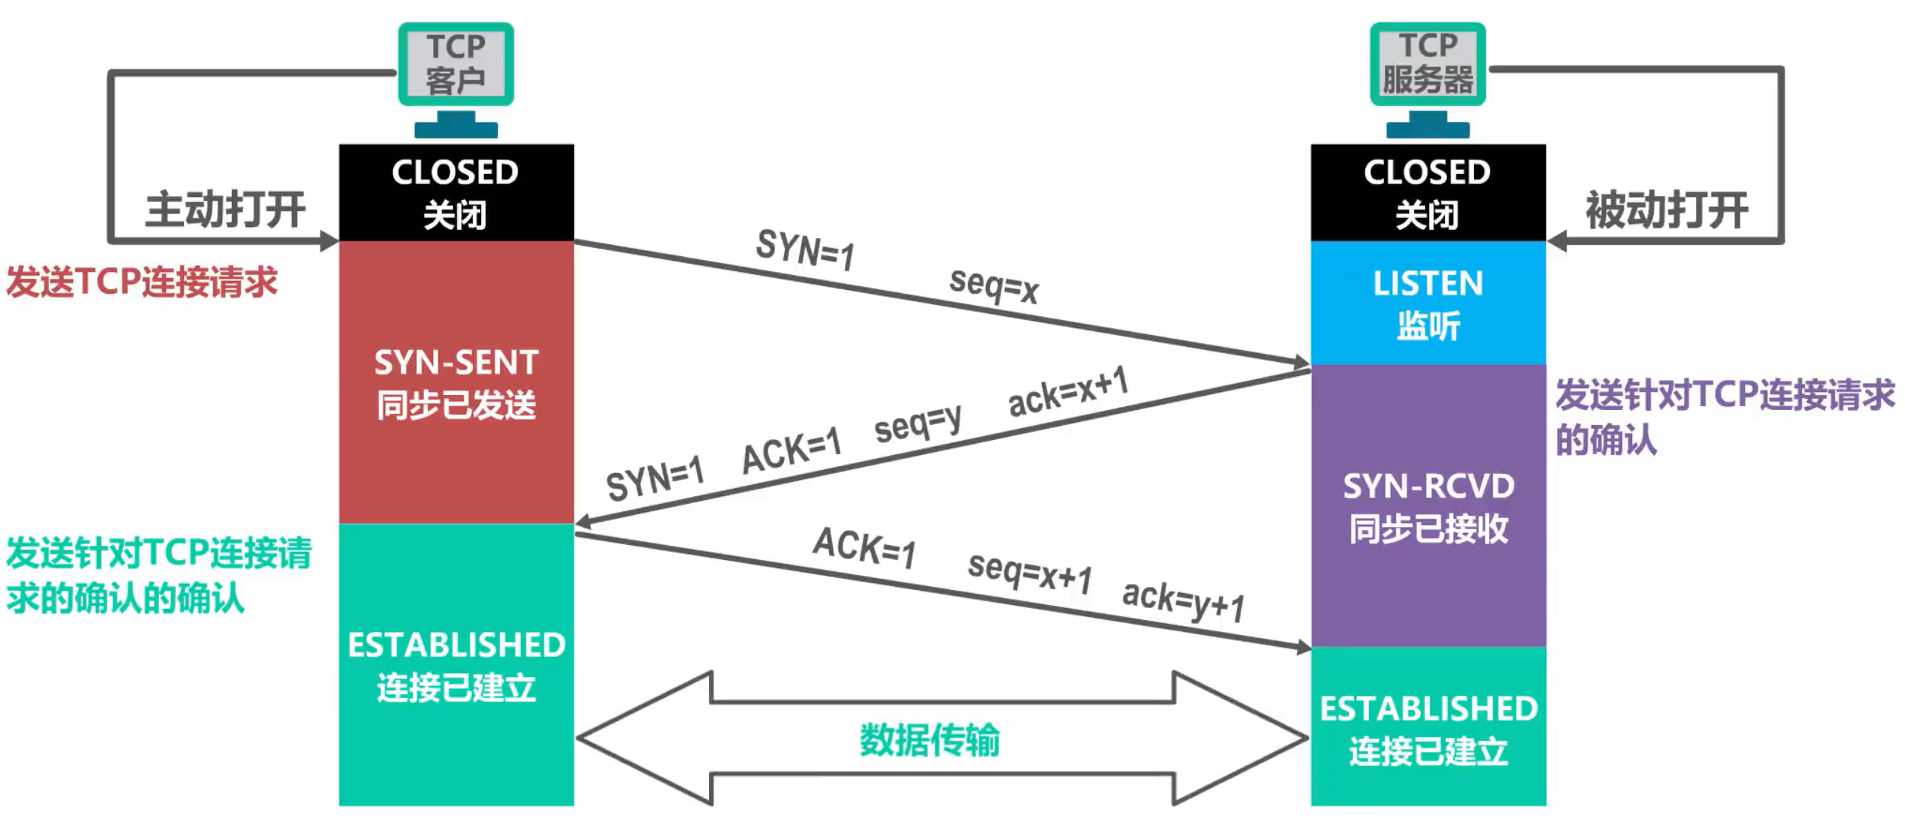 TCP
客户
TCP
服务器
CLOSED
关闭
CLOSED
关闭
主动打开
被动打开
发送TCP连接请求
SYN=1 seq=x
LISTEN
监听
SYN-SENT
同步已发送
SYN=1 ACK=1 seq=y ack=x+1
发送针对TCP连接请求
的确认
SYN-RCVD
同步已接收
发送针对TCP连接请
求的确认的确认
ACK=1 seq=x+1 ack=y+1
ESTABLISHED
连接已建立
数据传输
ESTABLISHED
连接已建立